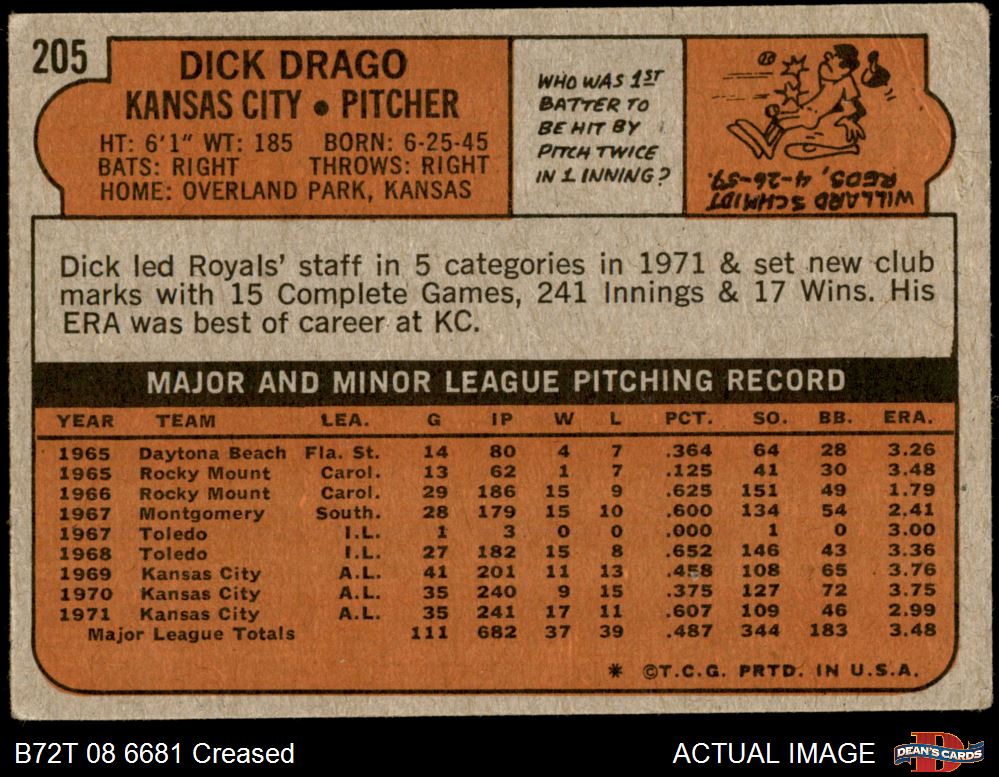 205
DICK DRAGO
KANSAS CITY • PITCHER
HT: 6'1" WT: 185 BORN: 6-25-45
BATS: RIGHT THROWS: RIGHT
HOME: OVERLAND PARK, KANSAS
WHO WAS 1ST
BATTER TO
BE HIT BY
PITCH TWICE
IN 1 INNING?
WILLARD SCHMIDT
REDS, 4-26-59.
Dick led Royals' staff in 5 categories in 1971 & set new club
marks with 15 Complete Games, 241 Innings & 17 Wins. His
ERA was best of career at KC.
MAJOR AND MINOR LEAGUE PITCHING RECORD
YEAR TEAM LEA. G IP W L PCT. SO. BB. ERA.
1965 Daytona Beach Fla. St. 14 80 4 7 .364 64 28 3.26
1965 Rocky Mount Carol. 13 62 1 7 .125 41 30 3.48
1966 Rocky Mount Carol. 29 186 15 9 .625 151 49 1.79
1967 Montgomery South. 28 179 15 10 .600 134 54 2.41
1967 Toledo I.L. 1 3 0 0 .000 1 0 3.00
1968 Toledo I.L. 27 182 15 8 .652 146 43 3.36
1969 Kansas City A.L. 41 201 11 13 .458 108 65 3.76
1970 Kansas City A.L. 35 240 9 15 .375 127 72 3.75
1971 Kansas City A.L. 35 241 17 11 .607 109 46 2.99
Major League Totals 111 682 37 39 .487 344 183 3.48
* ©T.C.G. PRTD. IN U.S.A.
B72T 08 6681 Creased
ACTUAL IMAGE
DEAN'S CARDS